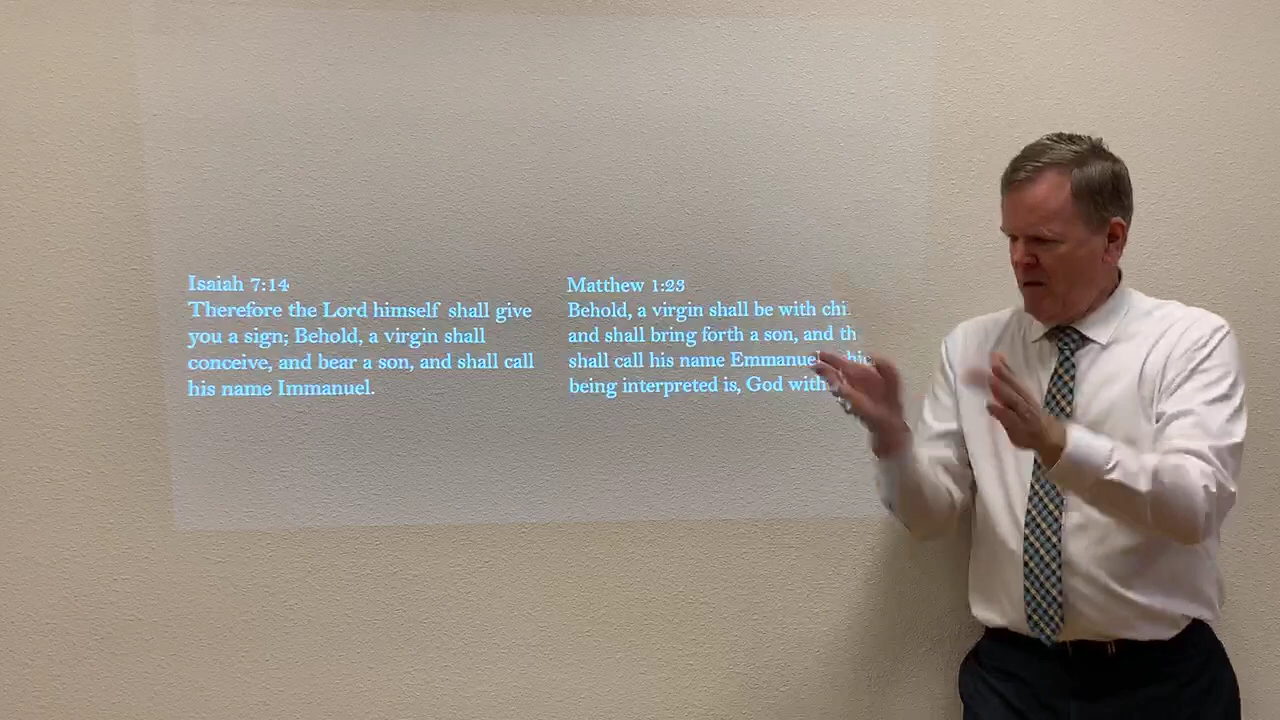 Isaiah 7:14
Therefore the Lord himself shall give
you a sign; Behold, a virgin shall
conceive, and bear a son, and shall call
his name Immanuel.
Matthew 1:23
Behold, a virgin shall be with
and shall bring forth a son, and
shall call his name Emmanuel
being interpreted is, God with